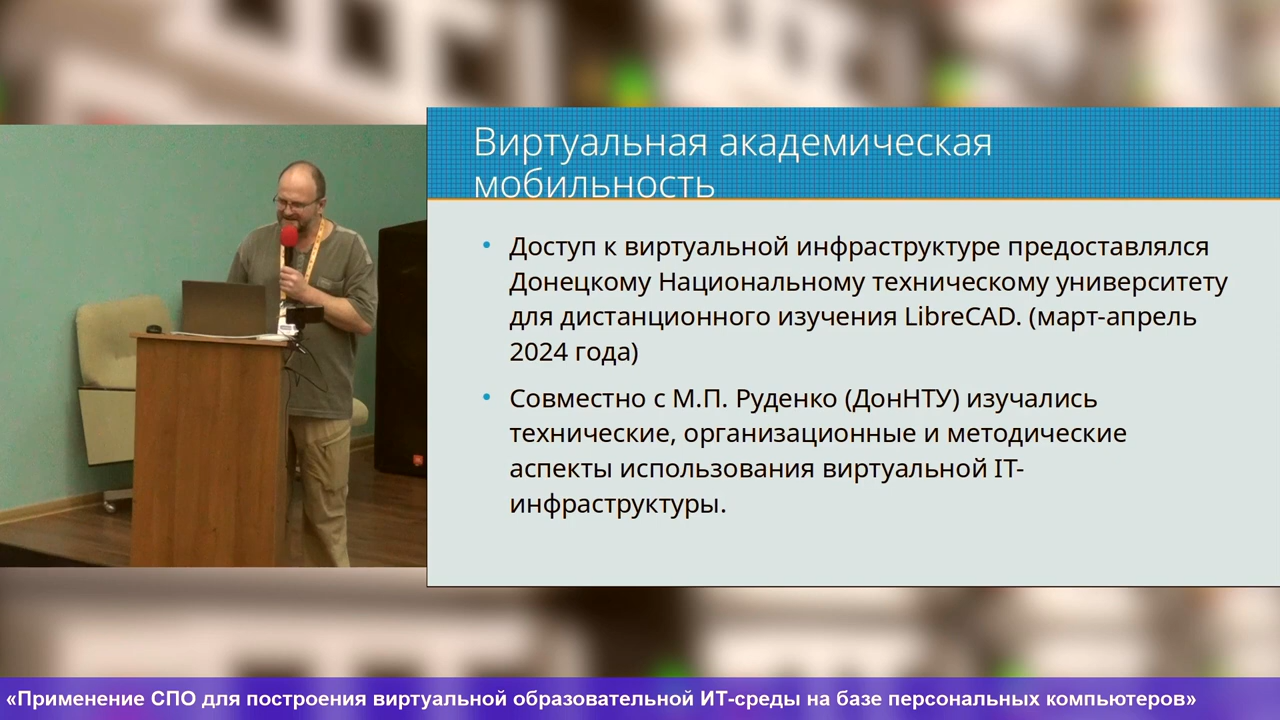 Виртуальная академическая
мобильность
Доступ к виртуальной инфраструктуре предоставлялся
Донецкому Национальному техническому университету
для дистанционного изучения LibreCAD. (март-апрель
2024 года)
Совместно с М.П. Руденко (ДонНТУ) изучались
технические, организационные и методические
аспекты использования виртуальной IT-
инфраструктуры.
«Применение СПО для построения виртуальной образовательной ИТ-среды на базе персональных компьютеров»